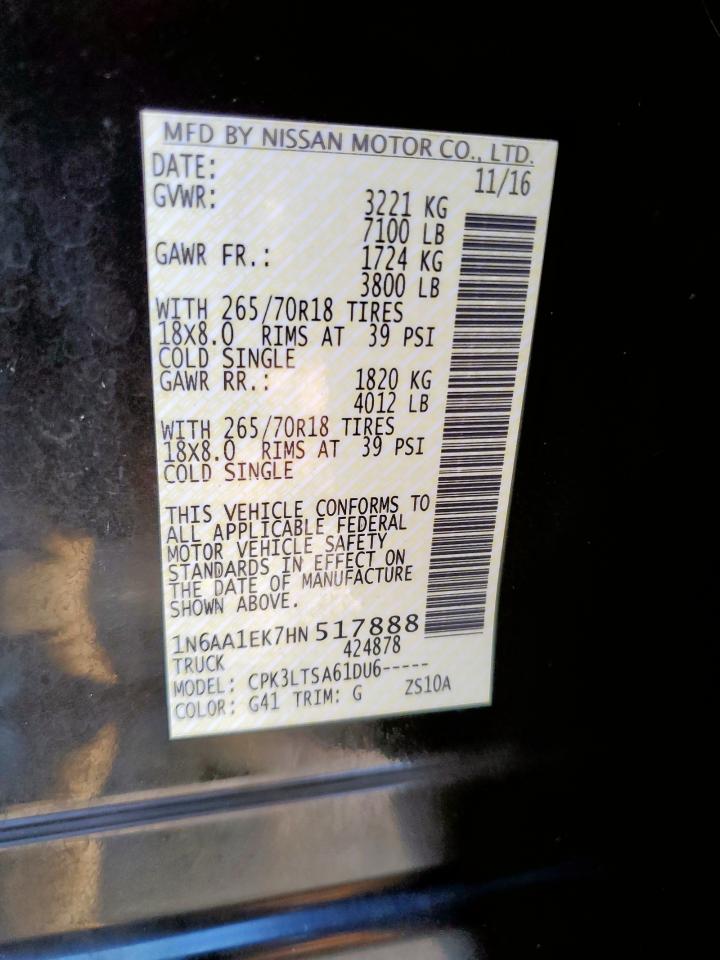 MFD BY NISSAN MOTOR CO., LTD.
DATE: 11/16
GVWR: 3221 KG
7100 LB
GAWR FR.: 1724 KG
3800 LB
WITH 265/70R18 TIRES
18X8.0 RIMS AT 39 PSI
COLD SINGLE
GAWR RR.: 1820 KG
4012 LB
WITH 265/70R18 TIRES
18X8.0 RIMS AT 39 PSI
COLD SINGLE
THIS VEHICLE CONFORMS TO
ALL APPLICABLE FEDERAL
MOTOR VEHICLE SAFETY
STANDARDS IN EFFECT ON
THE DATE OF MANUFACTURE
SHOWN ABOVE.
1N6AA1EK7HN 517888
TRUCK 424878
MODEL: CPK3LTSA61DU6-----
COLOR: G41 TRIM: G ZS10A